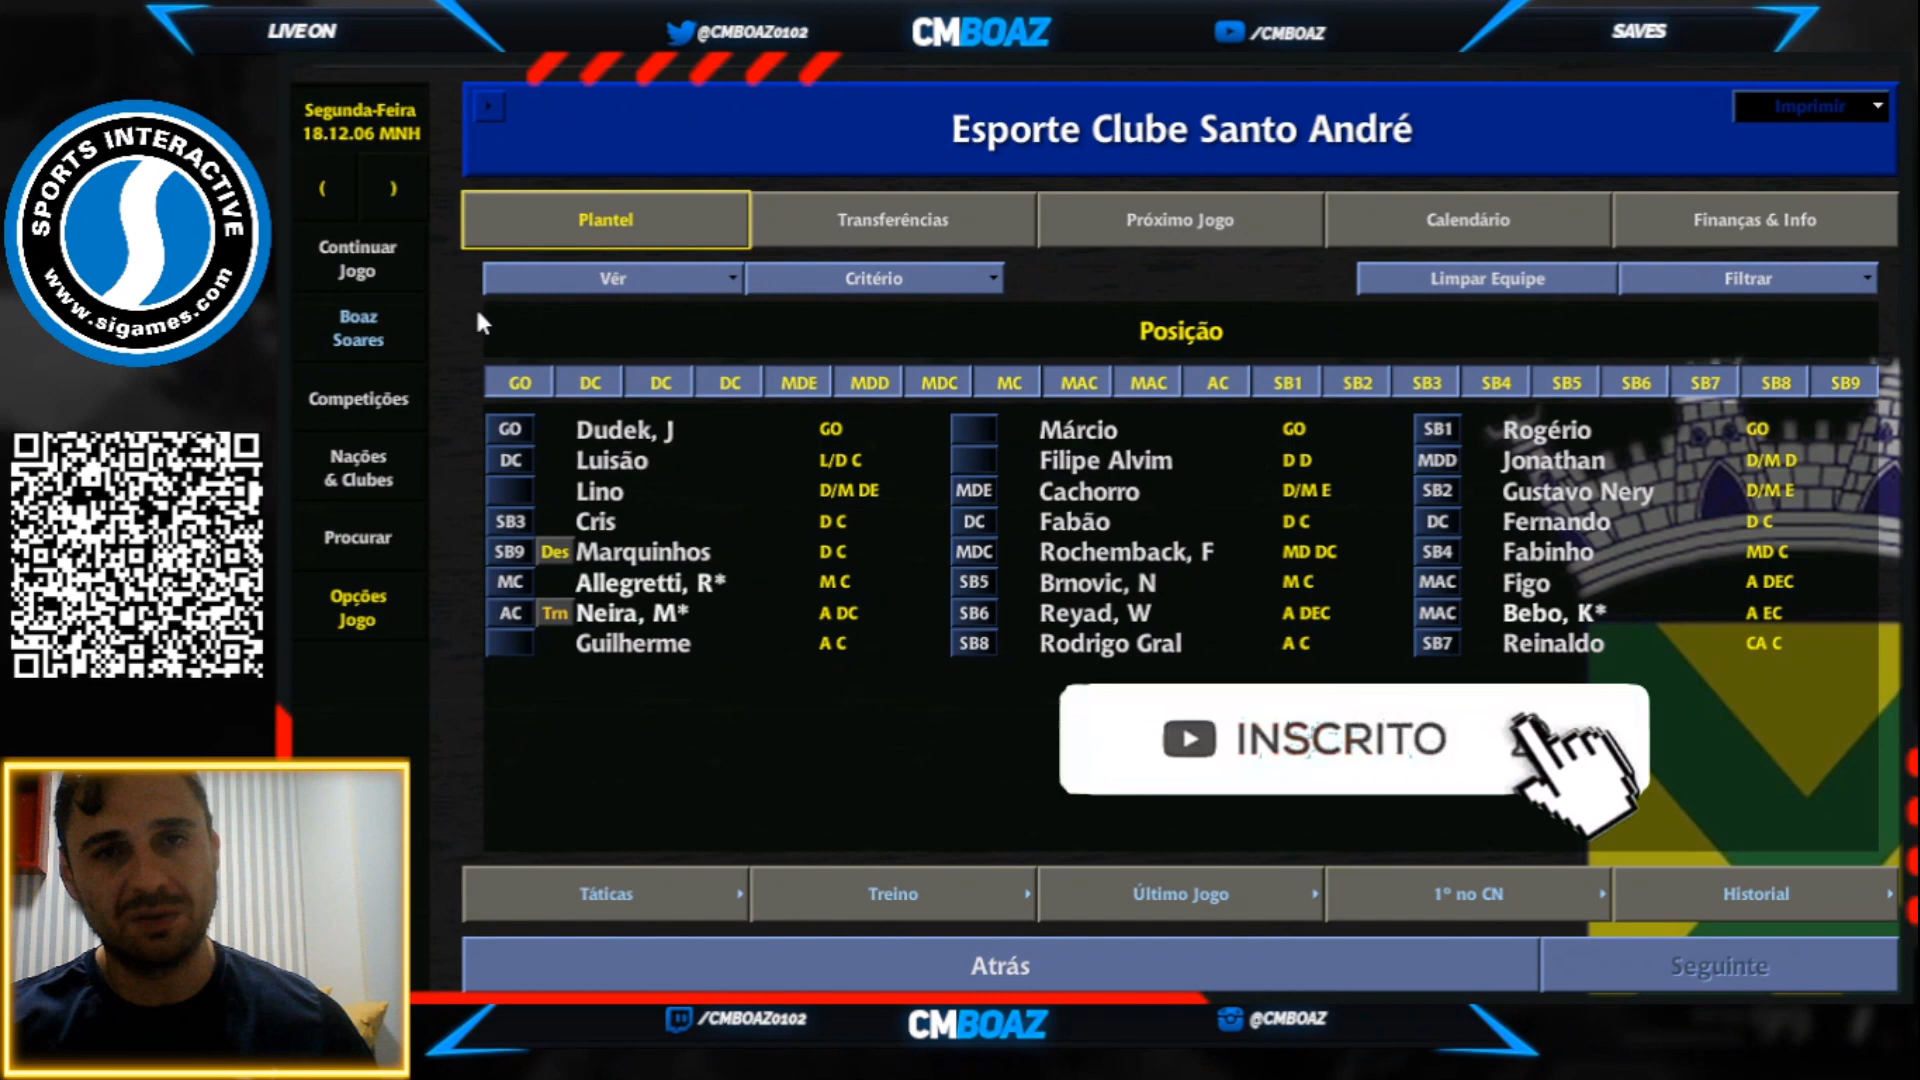 LIVE ON
@CMBOAZ0102
CMBOAZ
/CMBOAZ
SAVES
SPORTS INTERACTIVE
www.sigames.com
Segunda-Feira
18.12.06 MNH
( )
Continuar
Jogo
Boaz
Soares
Competições
Nações
& Clubes
Procurar
Opções
Jogo
Esporte Clube Santo André
Imprimir
Plantel Transferências Próximo Jogo Calendário Finanças & Info
Vér Critério Limpar Equipe Filtrar
Posição
GO DC DC DC MDE MDD MDC MC MAC MAC AC SB1 SB2 SB3 SB4 SB5 SB6 SB7 SB8 SB9
GO Dudek, J GO Márcio GO SB1 Rogério GO
DC Luisão L/D C Filipe Alvim D D MDD Jonathan D/M D
Lino D/M DE MDE Cachorro D/M E SB2 Gustavo Nery D/M E
SB3 Cris D C DC Fabão D C DC Fernando D C
SB9 Des Marquinhos D C MDC Rochemback, F MD DC SB4 Fabinho MD C
MC Allegretti, R* M C SB5 Brnovic, N M C MAC Figo A DEC
AC Trn Neira, M* A DC SB6 Reyad, W A DEC MAC Bebo, K* A EC
Guilherme A C SB8 Rodrigo Gral A C SB7 Reinaldo CA C
INSCRITO
Táticas Treino Último Jogo 1º no CN Historial
Atrás Seguinte
/CMBOAZ0102
CMBOAZ
@CMBOAZ